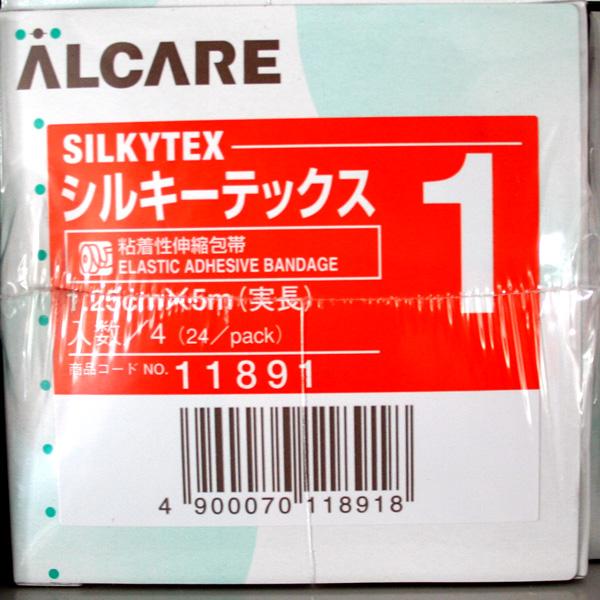 ALCARE
SILKYTEX
シルキーテックス
1
粘着性伸縮包帯
ELASTIC ADHESIVE BANDAGE
1.25cm×5m(実長)
入数/4 (24/pack)
商品コード NO. 11891
4 900070 118918